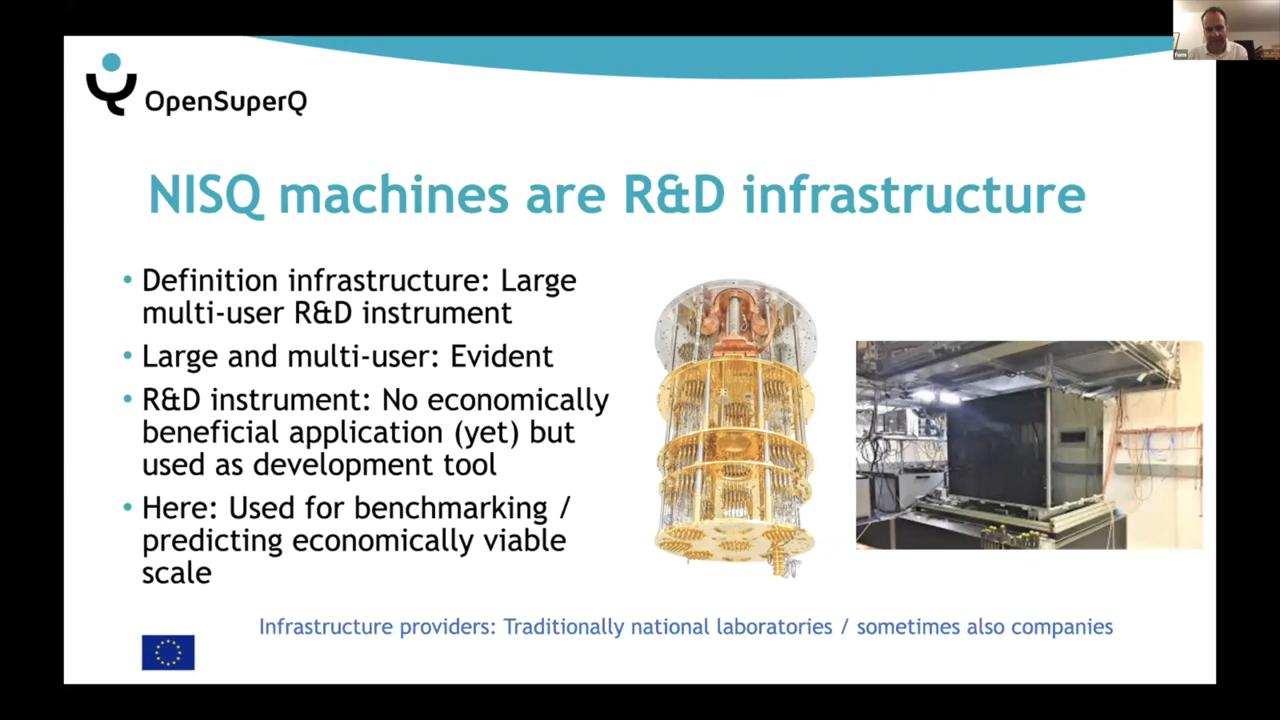 OpenSuperQ
NISQ machines are R&D infrastructure
• Definition infrastructure: Large
multi-user R&D instrument
• Large and multi-user: Evident
• R&D instrument: No economically
beneficial application (yet) but
used as development tool
• Here: Used for benchmarking /
predicting economically viable
scale
Infrastructure providers: Traditionally national laboratories / sometimes also companies